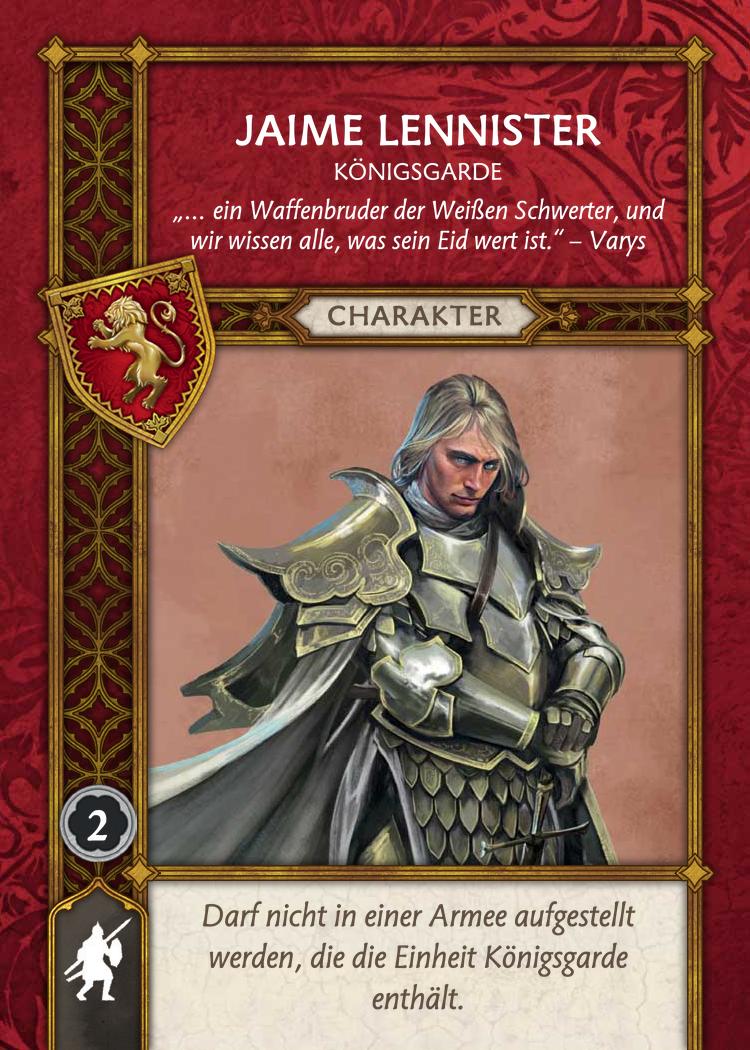 JAIME LENNISTER
KÖNIGSGARDE
„... ein Waffenbruder der Weißen Schwerter, und
wir wissen alle, was sein Eid wert ist.“ – Varys
CHARAKTER
2
Darf nicht in einer Armee aufgestellt
werden, die die Einheit Königsgarde
enthält.